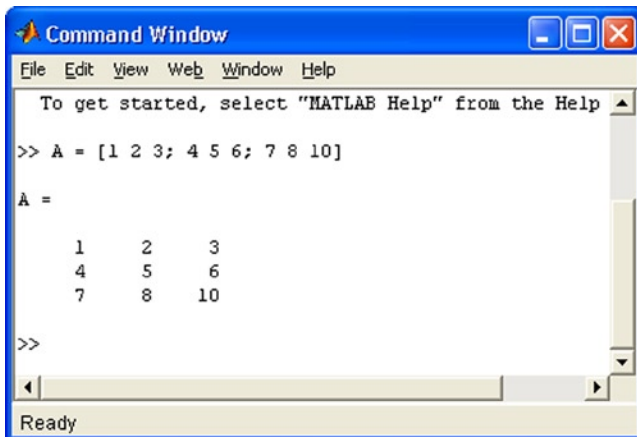 Command Window
File Edit View Web Window Help
To get started, select "MATLAB Help" from the Help
>> A = [1 2 3; 4 5 6; 7 8 10]
A =
1 2 3
4 5 6
7 8 10
>>
Ready